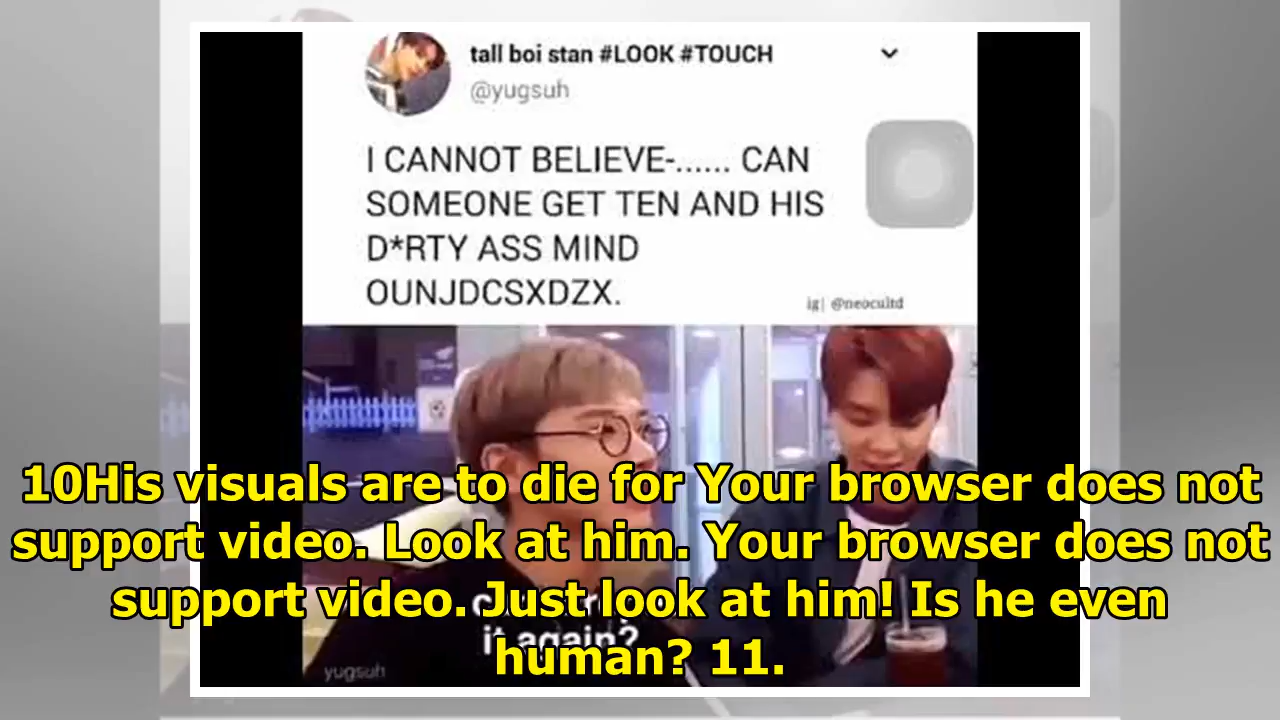 tall boi stan #LOOK #TOUCH
@yugsuh
I CANNOT BELIEVE-...... CAN
SOMEONE GET TEN AND HIS
D*RTY ASS MIND
OUNJDCSXDZX.
ig| @neocultd
10His visuals are to die for Your browser does not
support video. Look at him. Your browser does not
support video. Just look at him! Is he even
human? 11.
it again?
yugsuh